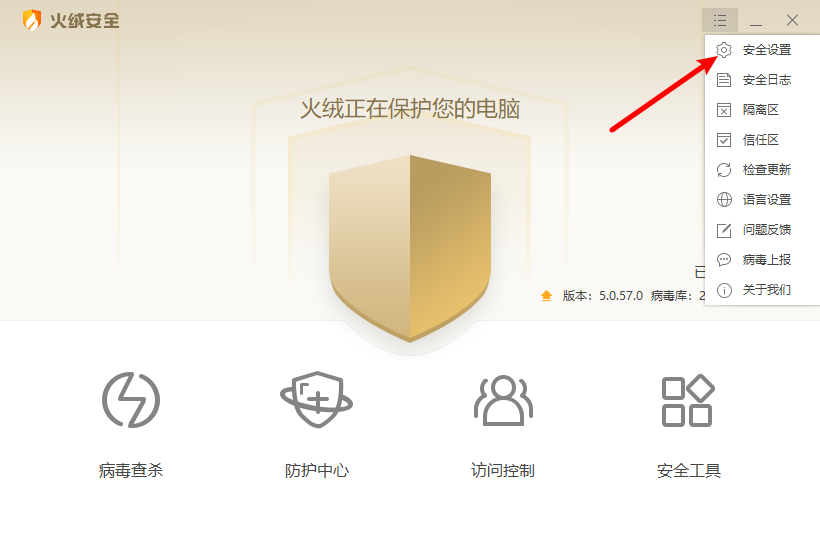 火绒安全
火绒正在保护您的电脑
安全设置
安全日志
隔离区
信任区
检查更新
语言设置
问题反馈
病毒上报
关于我们
已
版本：5.0.57.0 病毒库：2
病毒查杀
防护中心
访问控制
安全工具